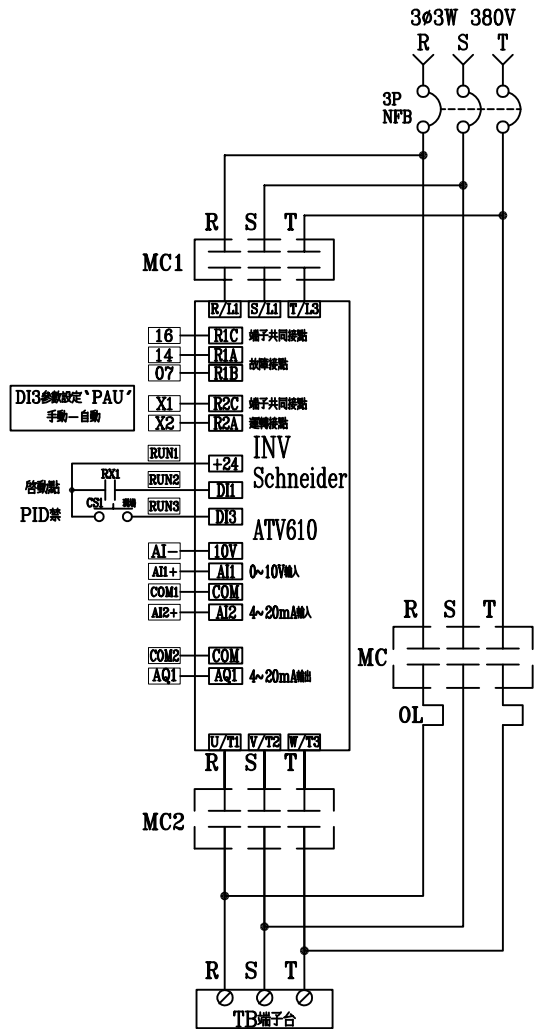 3ø3W 380V
R S T
3P
NFB
R S T
MC1
R/L1 S/L1 T/L3
16 R1C 端子共同接點
14 R1A
故障接點
07 R1B
DI3參數設定‵PAU′
手動－自動
X1 R2C 端子共同接點
X2 R2A 運轉接點
INV
Schneider
ATV610
RUN1 +24
RX1 RUN2
啓動點 DI1
CS1 RUN3
PID禁 DI3
AI- 10V
AI1+ AI1 0~10V輸入
COM1 COM
AI2+ AI2 4~20mA輸入
COM2 COM
AQ1 AQ1 4~20mA輸出
R S T
MC
OL
U/T1 V/T2 W/T3
R S T
MC2
R S T
TB端子台